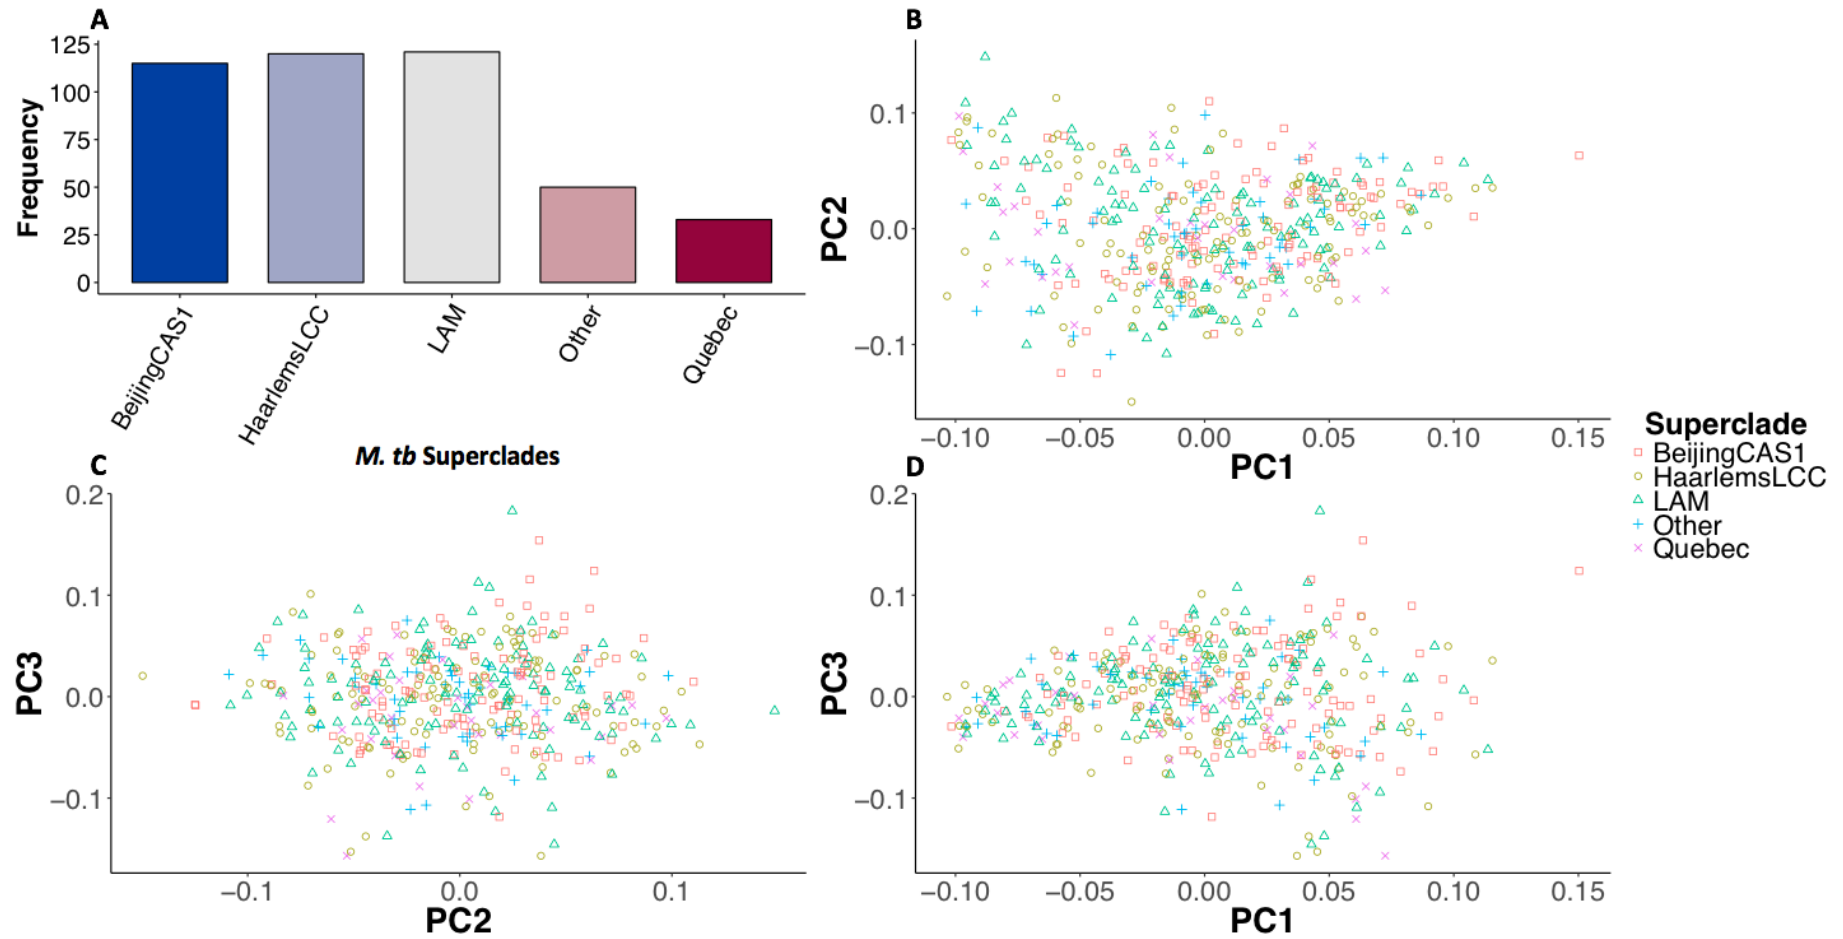 A
Frequency
125
100
75
50
25
0
BeijingCAS1
HaarlemsLCC
LAM
Other
Quebec
M. tb Superclades
B
PC2
0.1
0.0
−0.1
−0.10
−0.05
0.00
0.05
0.10
0.15
PC1
C
PC3
0.2
0.1
0.0
−0.1
−0.1
0.0
0.1
PC2
D
PC3
0.2
0.1
0.0
−0.1
−0.10
−0.05
0.00
0.05
0.10
0.15
PC1
Superclade
BeijingCAS1
HaarlemsLCC
LAM
Other
Quebec